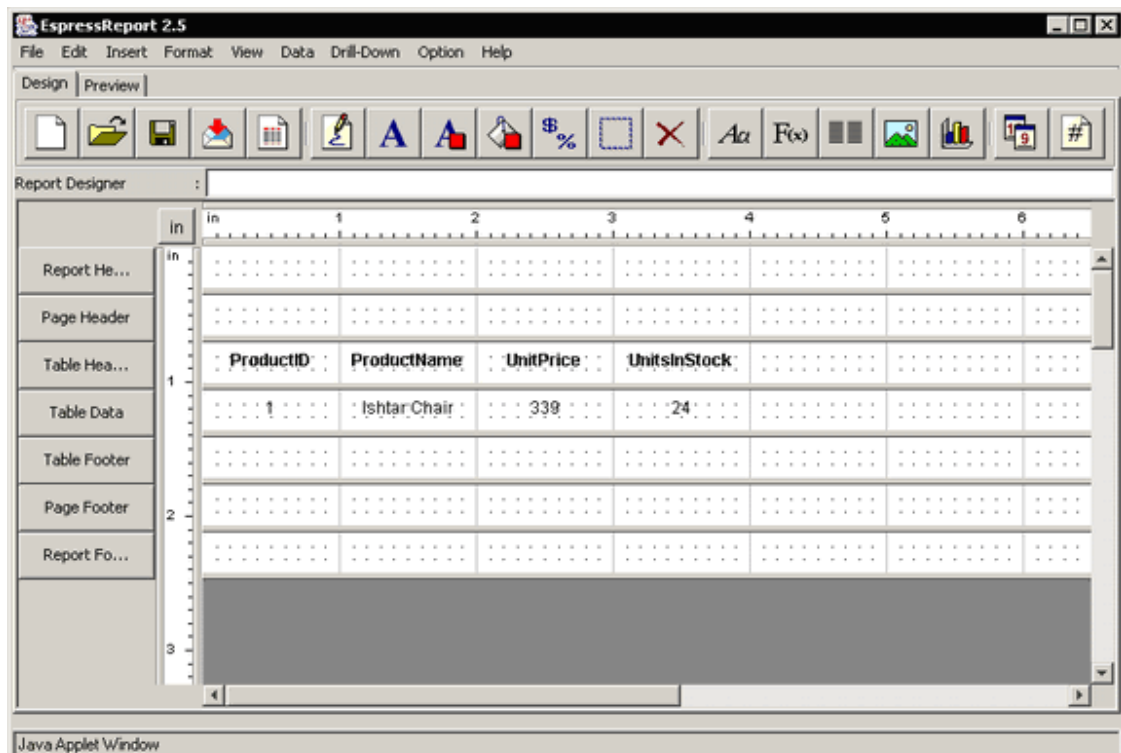 EspressReport 2.5
File Edit Insert Format View Data Drill-Down Option Help
Design Preview
A A $% Aα F(x) 1 9 #
Report Designer :
in in 1 2 3 4 5 6
in
Report He...
Page Header
Table Hea... ProductID ProductName UnitPrice UnitsInStock
1
Table Data 1 Ishtar Chair 339 24
Table Footer
Page Footer 2
Report Fo...
3
Java Applet Window